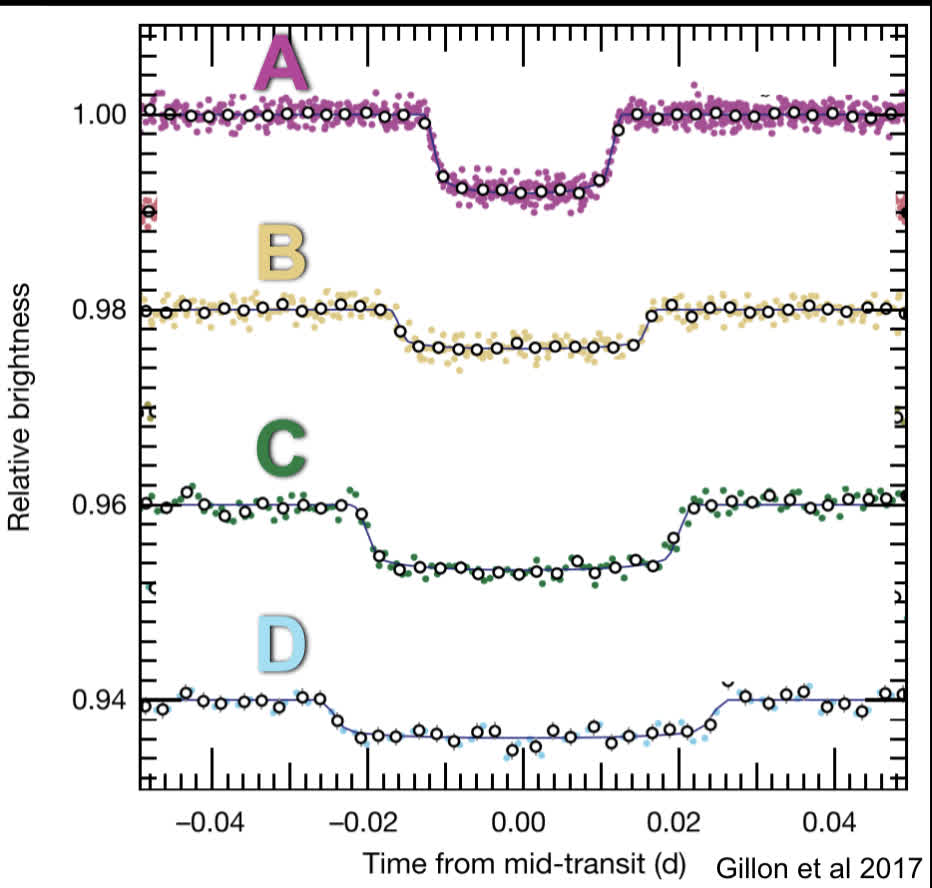 A
1.00
B
0.98
Relative brightness
C
0.96
D
0.94
−0.04 −0.02 0.00 0.02 0.04
Time from mid-transit (d) Gillon et al 2017